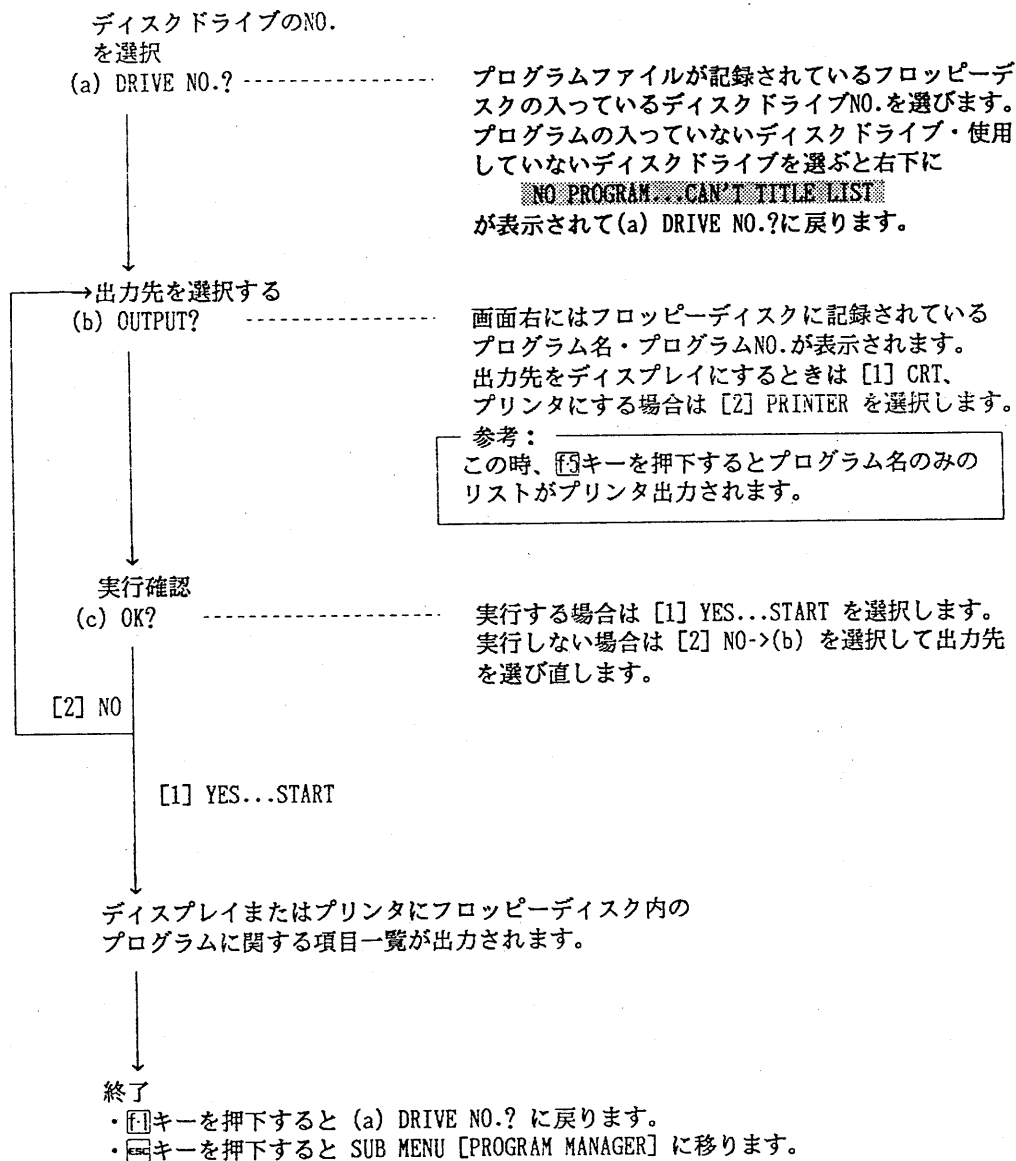 ディスクドライブのNO.
を選択
(a) DRIVE NO.?
プログラムファイルが記録されているフロッピーデ
スクの入っているディスクドライブNO.を選びます。
プログラムの入っていないディスクドライブ・使用
していないディスクドライブを選ぶと右下に
NO PROGRAM...CAN'T TITLE LIST
が表示されて(a) DRIVE NO.?に戻ります。
出力先を選択する
(b) OUTPUT?
画面右にはフロッピーディスクに記録されている
プログラム名・プログラムNO.が表示されます。
出力先をディスプレイにするときは [1] CRT、
プリンタにする場合は [2] PRINTER を選択します。
参考：
この時、f·5キーを押下するとプログラム名のみの
リストがプリンタ出力されます。
実行確認
(c) OK?
実行する場合は [1] YES...START を選択します。
実行しない場合は [2] NO->(b) を選択して出力先
を選び直します。
[2] NO
[1] YES...START
ディスプレイまたはプリンタにフロッピーディスク内の
プログラムに関する項目一覧が出力されます。
終了
・f·1キーを押下すると (a) DRIVE NO.? に戻ります。
・ESCキーを押下すると SUB MENU [PROGRAM MANAGER] に移ります。